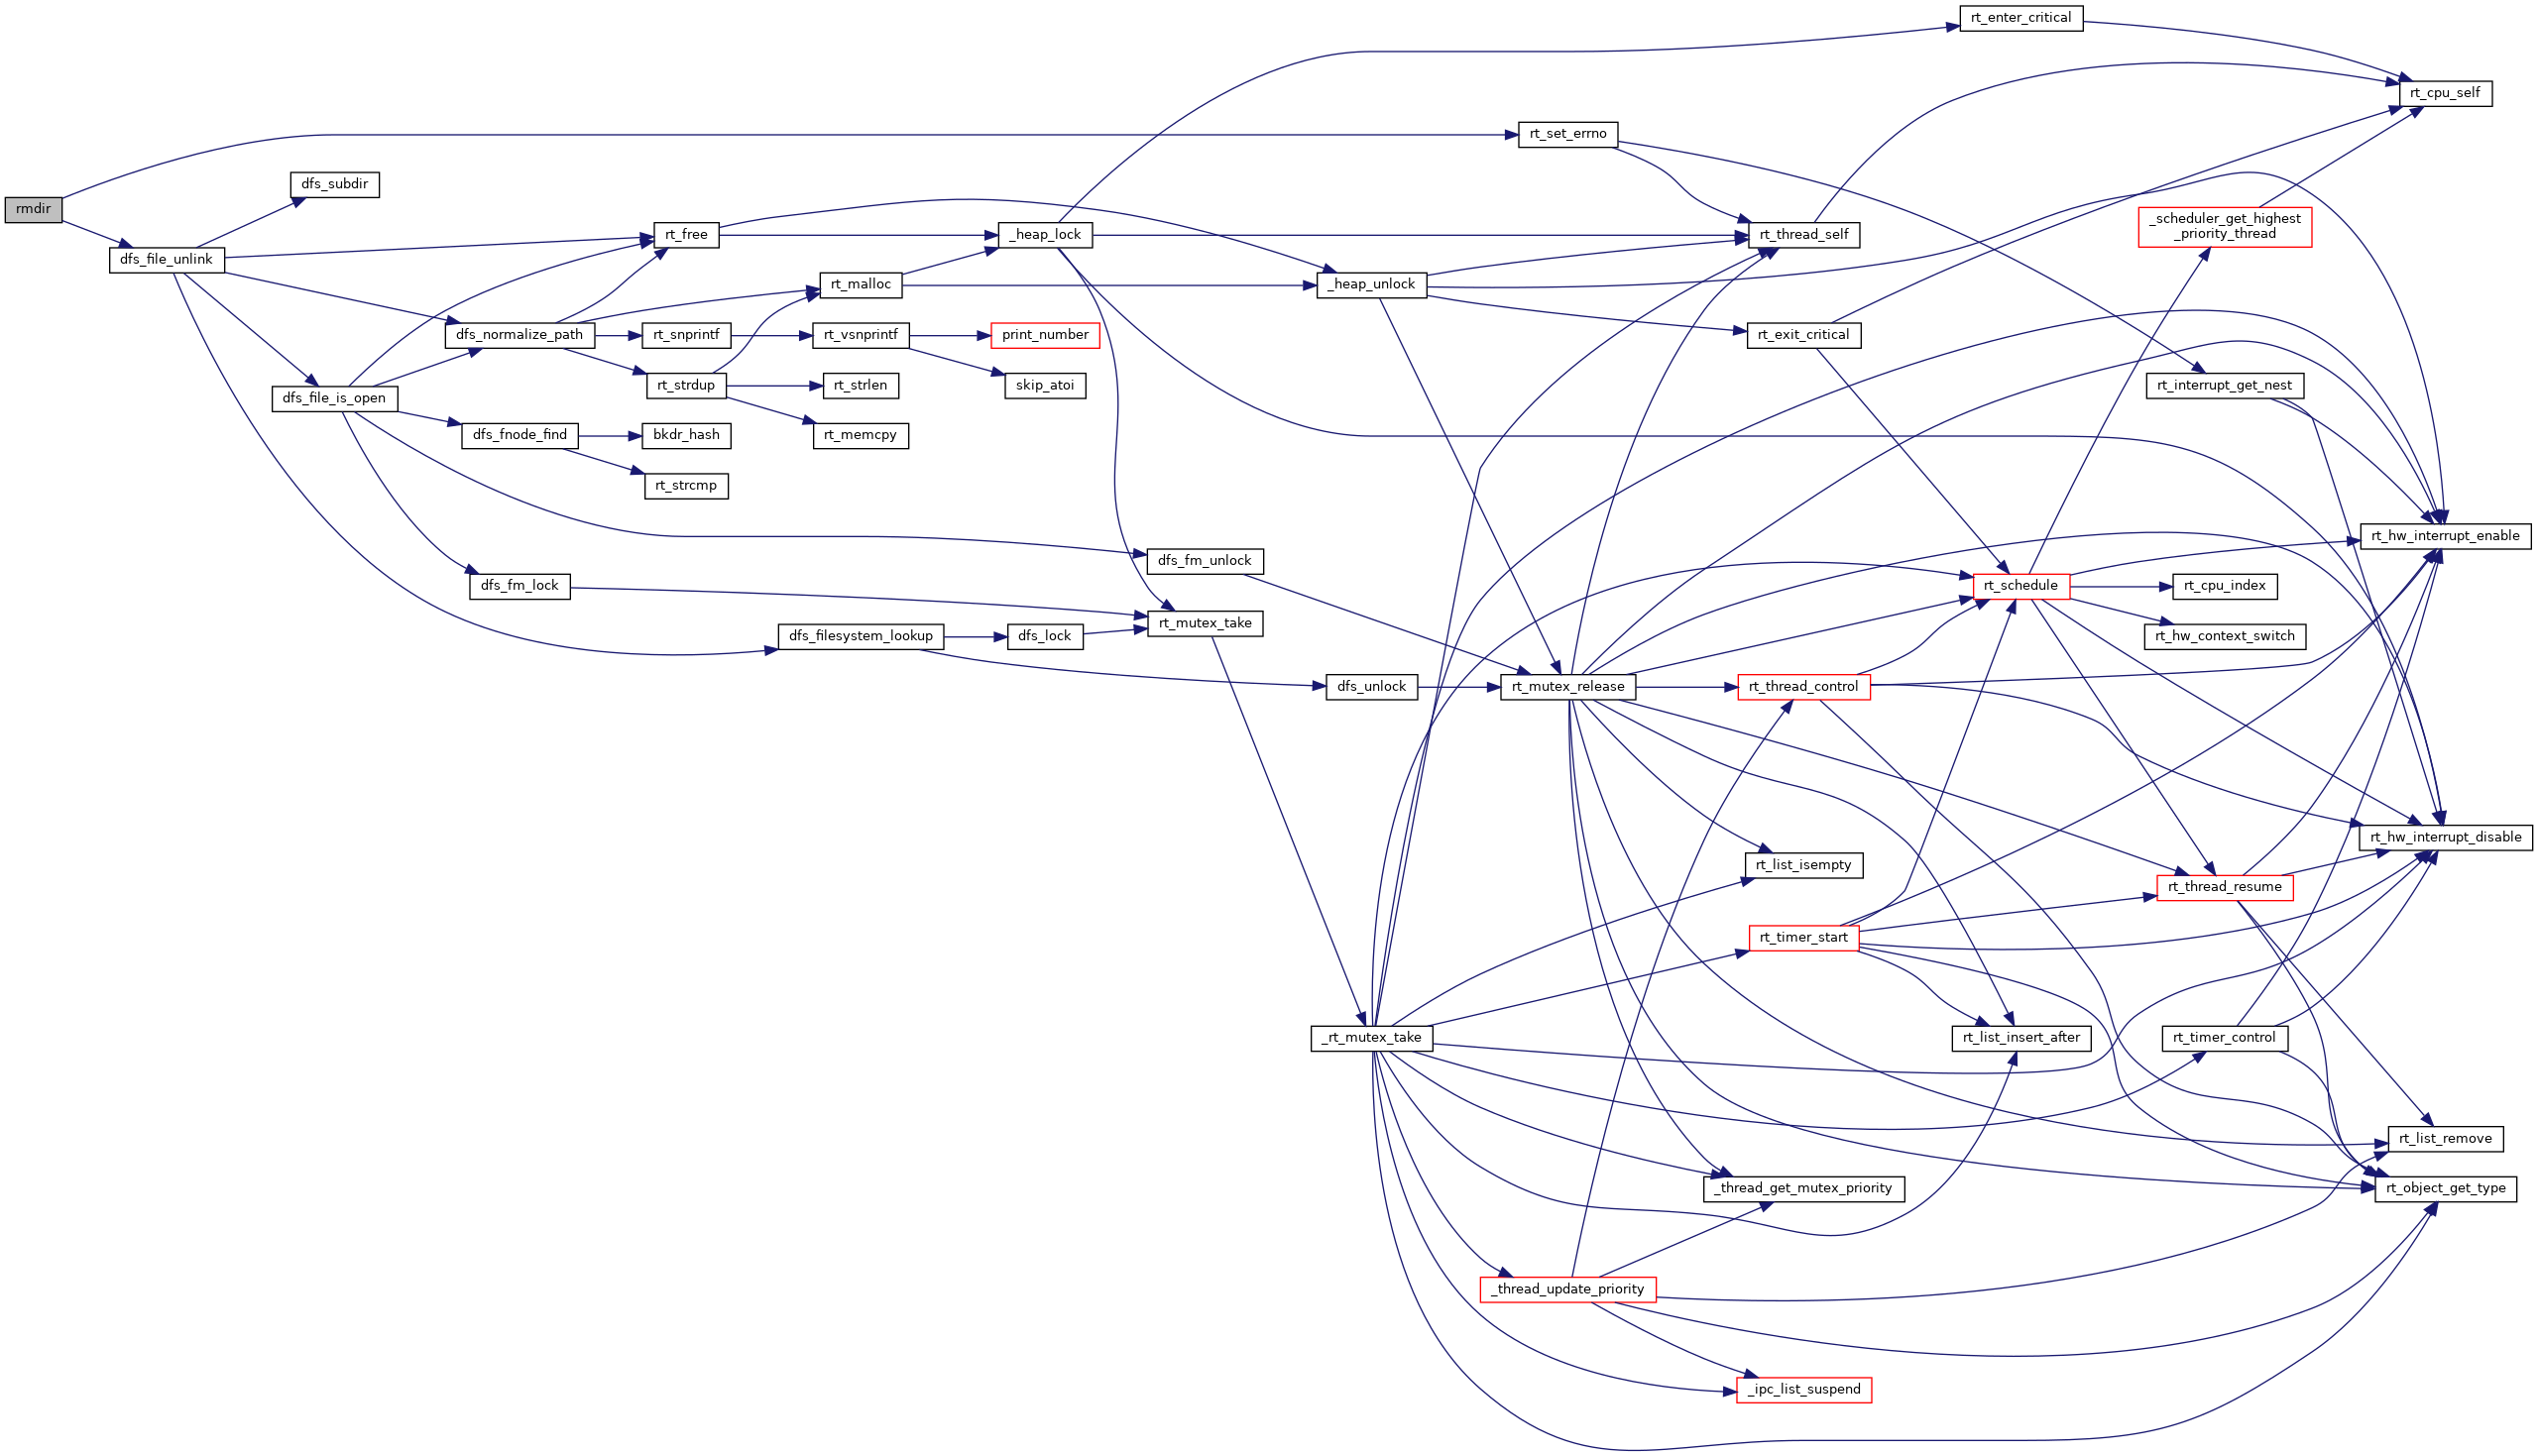 rt_enter_critical
rt_cpu_self
rt_set_errno
dfs_subdir
rmdir
_scheduler_get_highest
_priority_thread
rt_free
_heap_lock
rt_thread_self
dfs_file_unlink
rt_malloc
_heap_unlock
dfs_normalize_path
rt_snprintf
rt_vsnprintf
print_number
rt_exit_critical
rt_strdup
rt_strlen
skip_atoi
rt_interrupt_get_nest
dfs_file_is_open
dfs_fnode_find
bkdr_hash
rt_memcpy
rt_strcmp
rt_hw_interrupt_enable
dfs_fm_unlock
dfs_fm_lock
rt_schedule
rt_cpu_index
rt_mutex_take
dfs_filesystem_lookup
dfs_lock
rt_hw_context_switch
dfs_unlock
rt_mutex_release
rt_thread_control
rt_hw_interrupt_disable
rt_list_isempty
rt_thread_resume
rt_timer_start
_rt_mutex_take
rt_list_insert_after
rt_timer_control
rt_list_remove
_thread_get_mutex_priority
rt_object_get_type
_thread_update_priority
_ipc_list_suspend